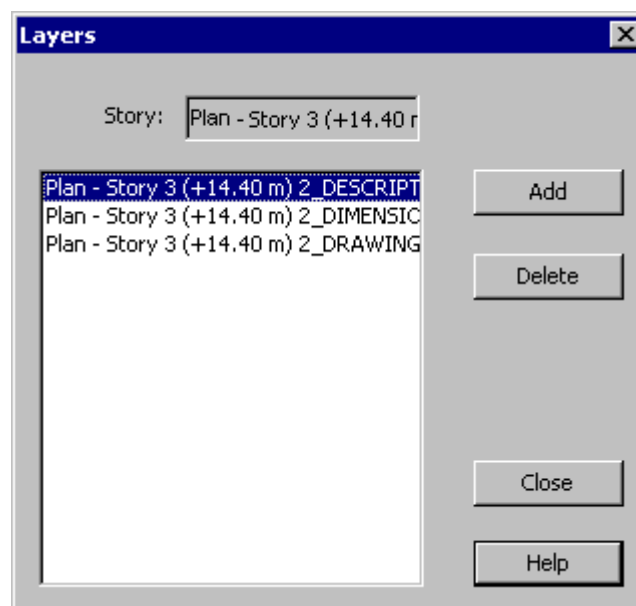 Layers
Story: Plan - Story 3 (+14.40 r
Plan - Story 3 (+14.40 m) 2_DESCRIPT
Plan - Story 3 (+14.40 m) 2_DIMENSIC
Plan - Story 3 (+14.40 m) 2_DRAWING
Add
Delete
Close
Help